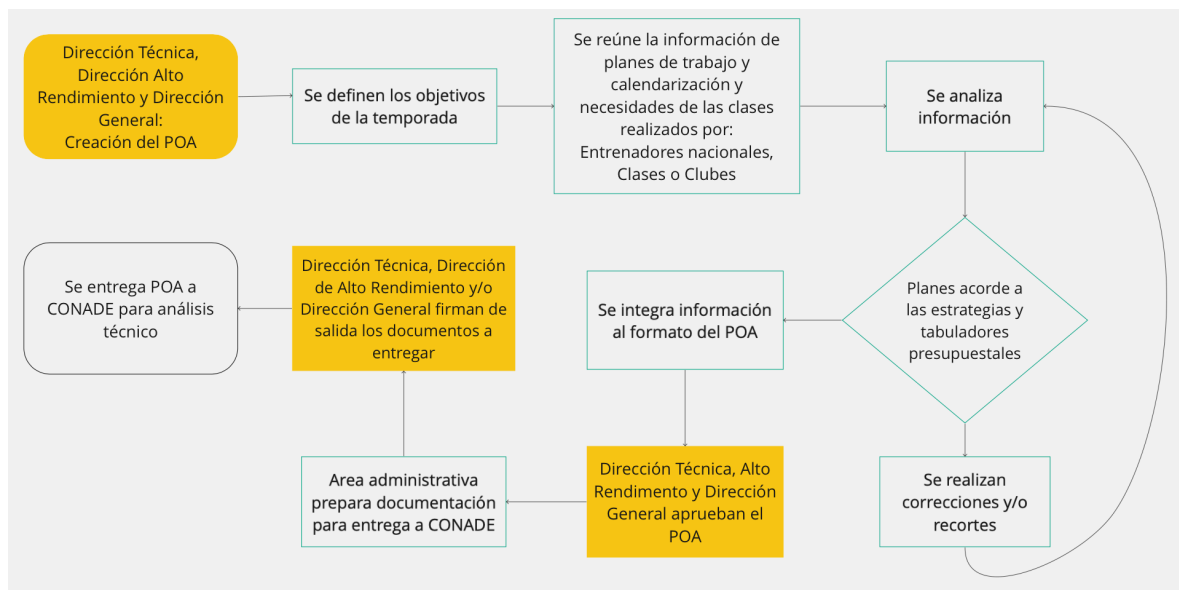 Dirección Técnica,
Dirección Alto
Rendimiento y Dirección
General:
Creación del POA
Se definen los objetivos
de la temporada
Se reúne la información de
planes de trabajo y
calendarización y
necesidades de las clases
realizados por:
Entrenadores nacionales,
Clases o Clubes
Se analiza
información
Planes acorde a
las estrategias y
tabuladores
presupuestales
Se realizan
correcciones y/o
recortes
Se integra información
al formato del POA
Dirección Técnica, Alto
Rendimento y Dirección
General aprueban el
POA
Area administrativa
prepara documentación
para entrega a CONADE
Dirección Técnica, Dirección
de Alto Rendimiento y/o
Dirección General firman de
salida los documentos a
entregar
Se entrega POA a
CONADE para análisis
técnico